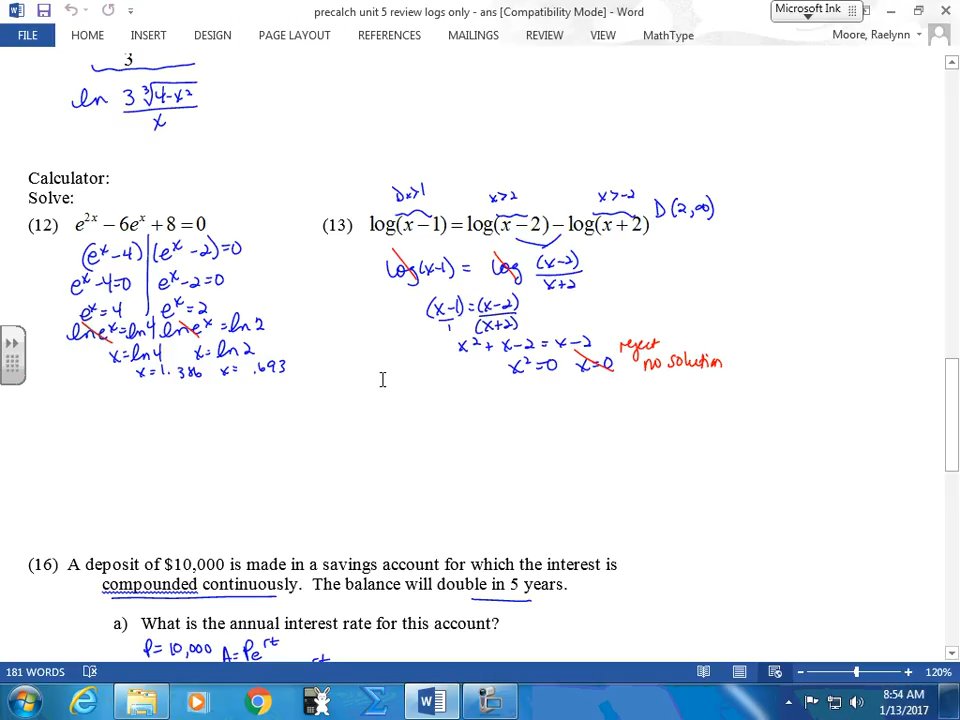 precalch unit 5 review logs only - ans [Compatibility Mode] - Word
Microsoft Ink
FILE HOME INSERT DESIGN PAGE LAYOUT REFERENCES MAILINGS REVIEW VIEW MathType Moore, Raelynn
3
ln 3∛(4-x²) / x
Calculator:
Solve:
(12) e^{2x} − 6e^x + 8 = 0
(e^x - 4) (e^x - 2) = 0
e^x - 4 = 0 e^x - 2 = 0
e^x = 4 e^x = 2
ln e^x = ln 4 ln e^x = ln 2
x = ln 4 x = ln 2
x = 1.386 x = .693
Dx>1 x>2 x>-2
(13) log(x − 1) = log(x − 2) − log(x + 2) D (2, ∞)
log(x-1) = log (x-2) / x+2
(x-1) / 1 = (x-2) / (x+2)
x² + x - 2 = x - 2 reject
x² = 0 x = 0 no solution
(16) A deposit of $10,000 is made in a savings account for which the interest is
compounded continuously. The balance will double in 5 years.
a) What is the annual interest rate for this account?
P = 10,000 A = Pe^{rt}
rt
181 WORDS 120%
8:54 AM
1/13/2017